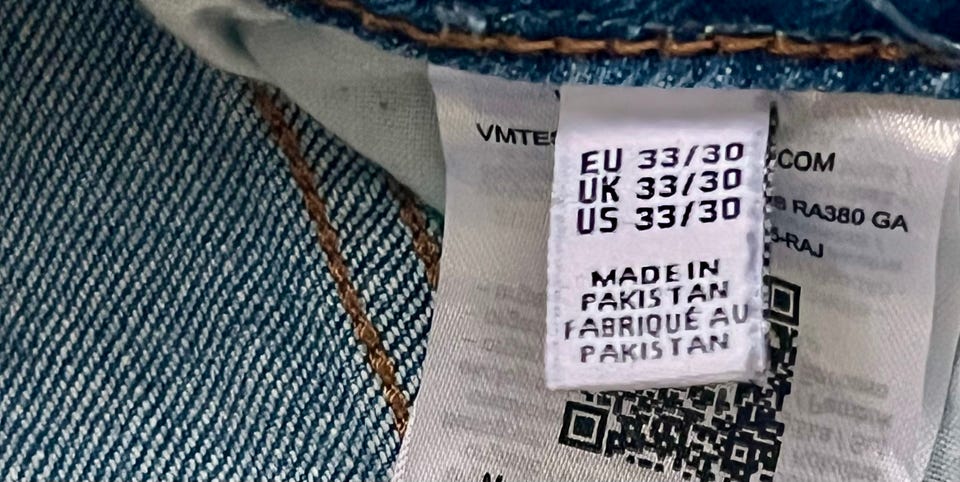 EU 33/30
UK 33/30
US 33/30
MADE IN
PAKISTAN
FABRIQUÉ AU
PAKISTAN
COM
RA380 GA
-RAJ